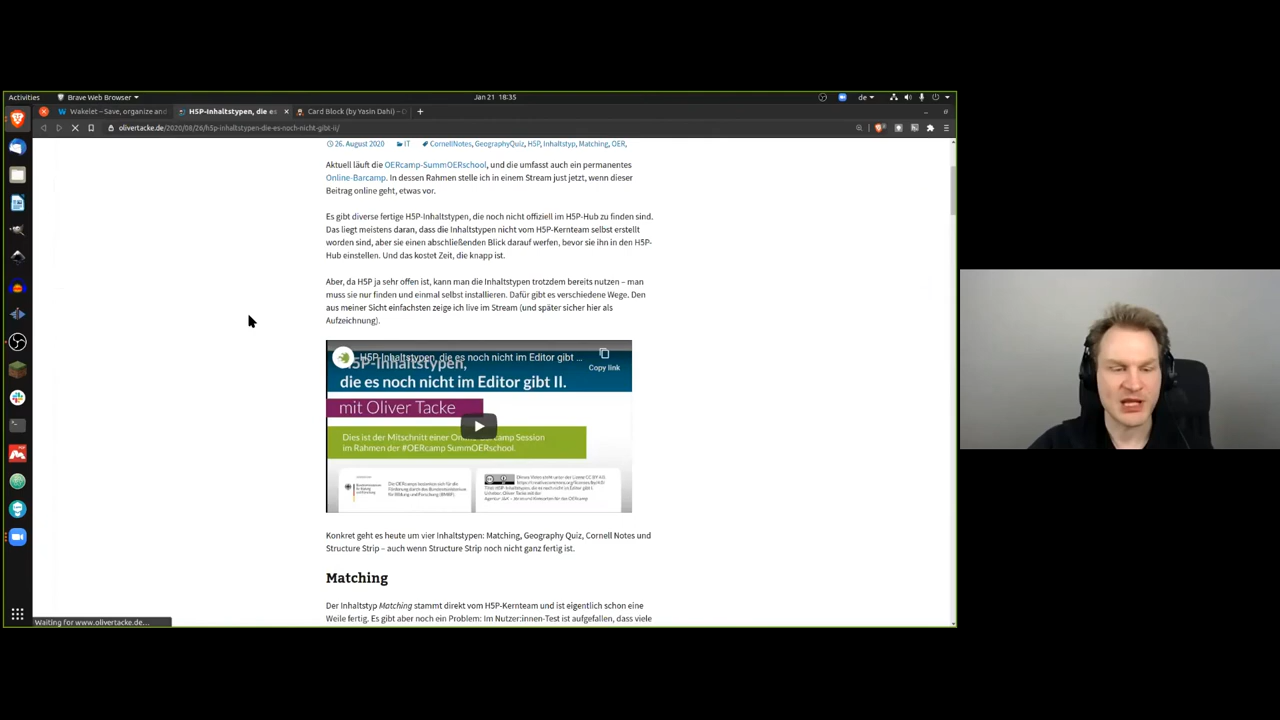 Activities
Brave Web Browser
Jan 21 18:35
de
Wakelet – Save, organize and
H5P-Inhaltstypen, die es
Card Block (by Yasin Dahi) –
olivertacke.de/2020/08/26/h5p-inhaltstypen-die-es-noch-nicht-gibt-ii/
26. August 2020 IT CornellNotes, GeographyQuiz, H5P, Inhaltstyp, Matching, OER,
Aktuell läuft die OERcamp-SummOERschool, und die umfasst auch ein permanentes
Online-Barcamp. In dessen Rahmen stelle ich in einem Stream just jetzt, wenn dieser
Beitrag online geht, etwas vor.
Es gibt diverse fertige H5P-Inhaltstypen, die noch nicht offiziell im H5P-Hub zu finden sind.
Das liegt meistens daran, dass die Inhaltstypen nicht vom H5P-Kernteam selbst erstellt
worden sind, aber sie einen abschließenden Blick darauf werfen, bevor sie ihn in den H5P-
Hub einstellen. Und das kostet Zeit, die knapp ist.
Aber, da H5P ja sehr offen ist, kann man die Inhaltstypen trotzdem bereits nutzen – man
muss sie nur finden und einmal selbst installieren. Dafür gibt es verschiedene Wege. Den
aus meiner Sicht einfachsten zeige ich live im Stream (und später sicher hier als
Aufzeichnung).
H5P Inhaltstypen, die es noch nicht im Editor gibt ...
Copy link
H5P-Inhaltstypen,
die es noch nicht im Editor gibt II.
mit Oliver Tacke
Dies ist der Mitschnitt einer Online-Barcamp Session
im Rahmen der #OERcamp SummOERschool.
Konkret geht es heute um vier Inhaltstypen: Matching, Geography Quiz, Cornell Notes und
Structure Strip – auch wenn Structure Strip noch nicht ganz fertig ist.
Matching
Der Inhaltstyp Matching stammt direkt vom H5P-Kernteam und ist eigentlich schon eine
Weile fertig. Es gibt aber noch ein Problem: Im Nutzer:innen-Test ist aufgefallen, dass viele
Waiting for www.olivertacke.de...